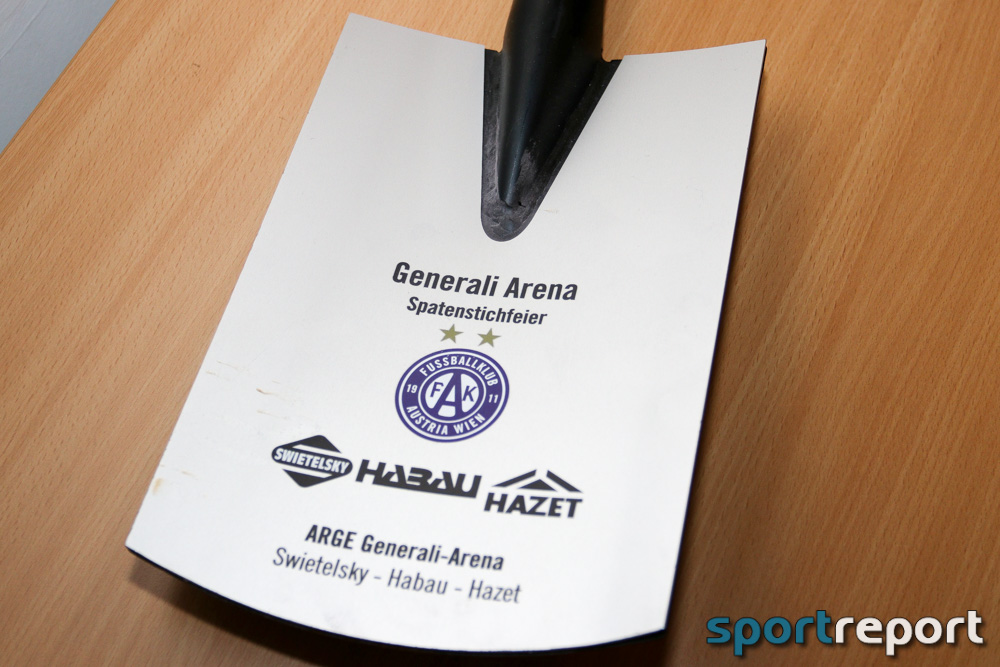 Generali Arena
Spatenstichfeier
FUSSBALLKLUB
19 FAK 11
AUSTRIA WIEN
SWIETELSKY HABAU HAZET
ARGE Generali-Arena
Swietelsky - Habau - Hazet
sportreport